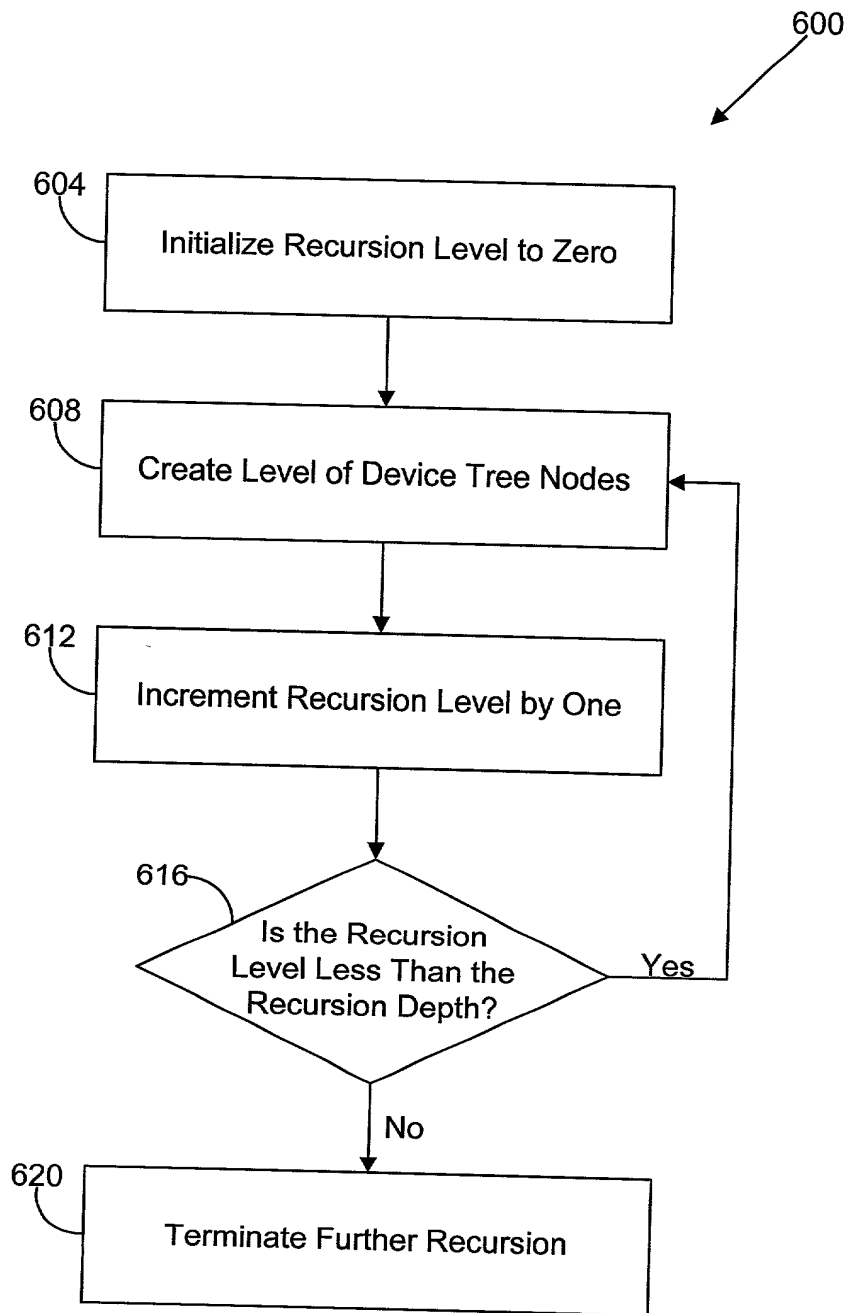 600
604
Initialize Recursion Level to Zero
608
Create Level of Device Tree Nodes
612
Increment Recursion Level by One
616
Is the Recursion
Level Less Than the
Recursion Depth?
Yes
No
620
Terminate Further Recursion